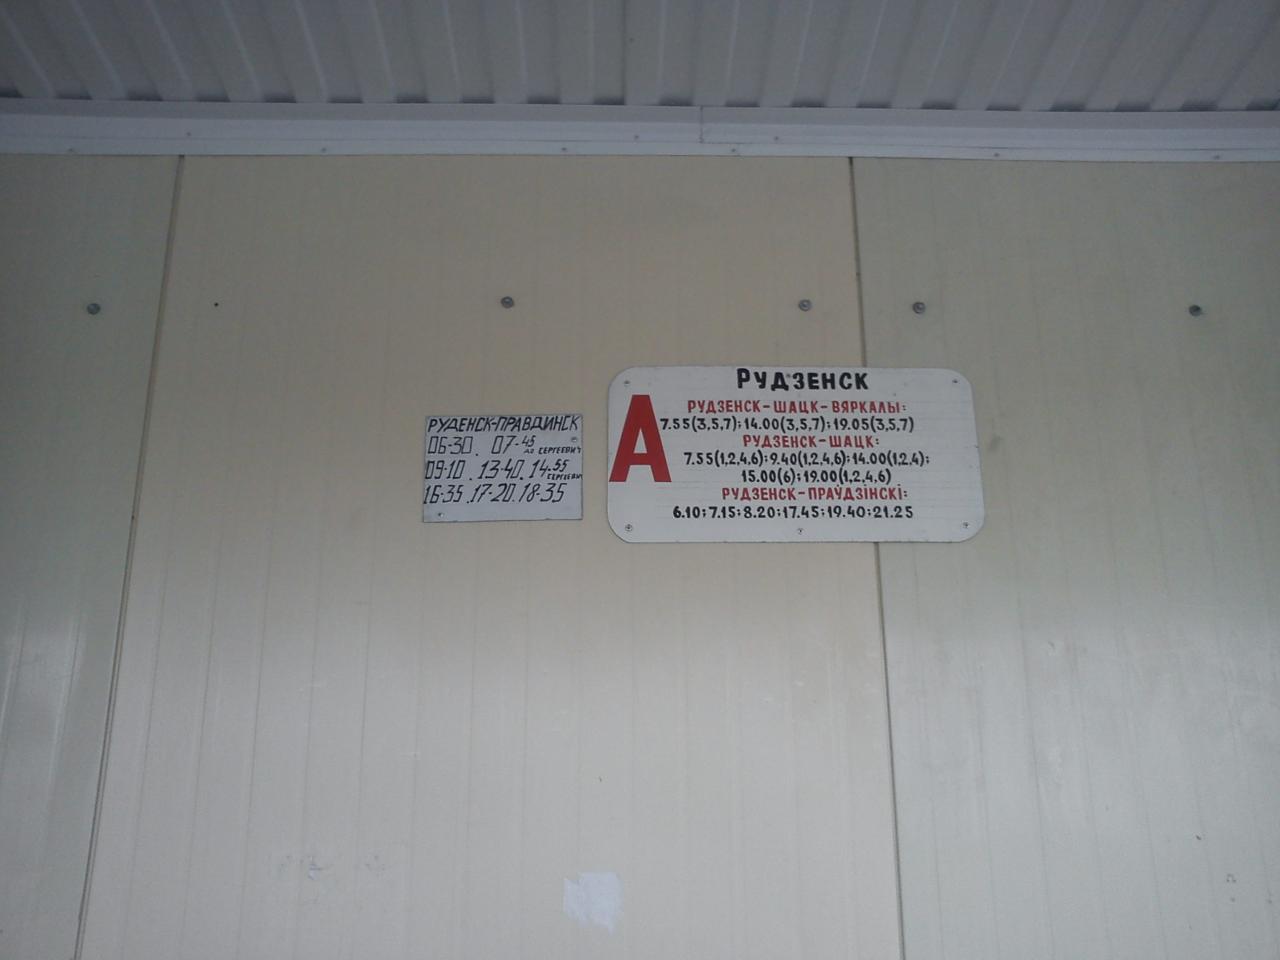 РУДЕНСК-ПРАВДИНСК
06-30. 07-45 до СЕРГЕЕВИЧ
09-10. 13-40. 14-55 СЕРГЕЕВИЧ
16-35. 17-20. 18-35
РУДЗЕНСК
А
РУДЗЕНСК-ШАЦК-ВЯРКАЛЫ:
7.55(3,5,7); 14.00(3,5,7); 19.05(3,5,7)
РУДЗЕНСК-ШАЦК:
7.55(1,2,4,6); 9.40(1,2,4,6); 14.00(1,2,4);
15.00(6); 19.00(1,2,4,6)
РУДЗЕНСК-ПРАЎДЗІНСКІ:
6.10; 7.15; 8.20; 17.45; 19.40; 21.25